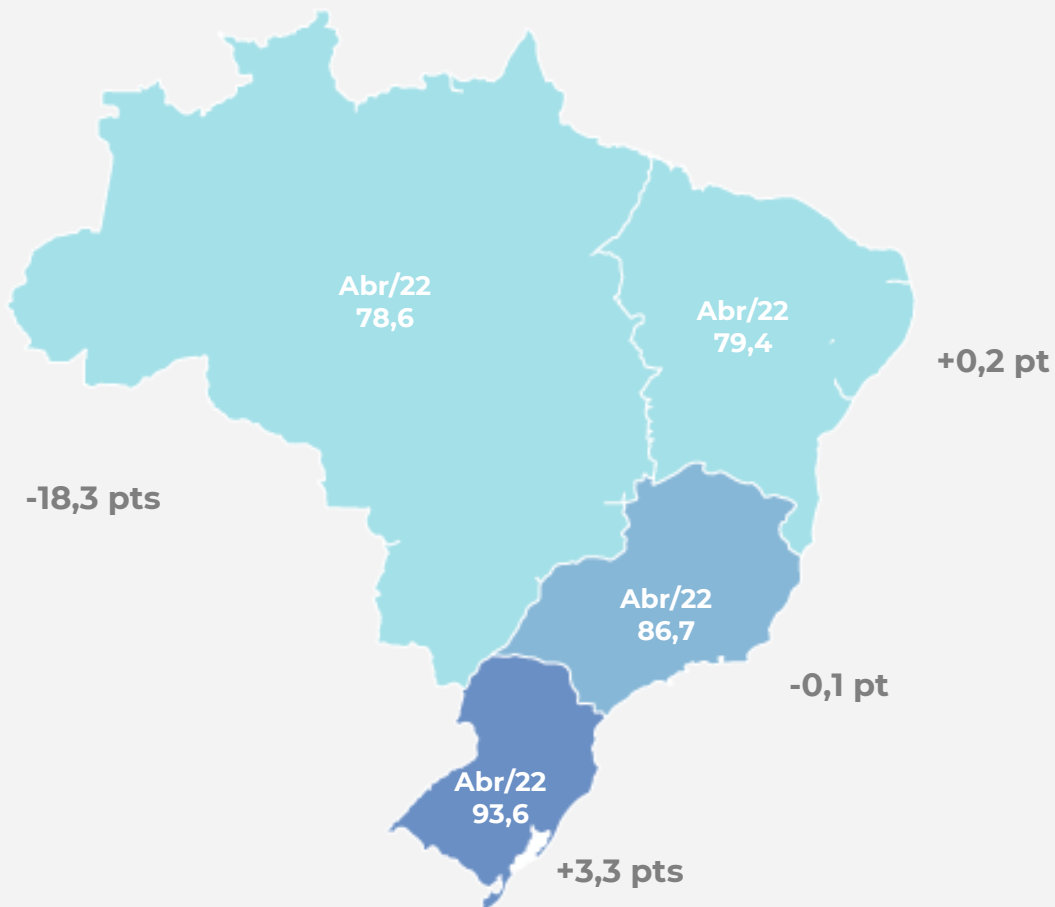 Abr/22
78,6
Abr/22
79,4
+0,2 pt
-18,3 pts
Abr/22
86,7
-0,1 pt
Abr/22
93,6
+3,3 pts